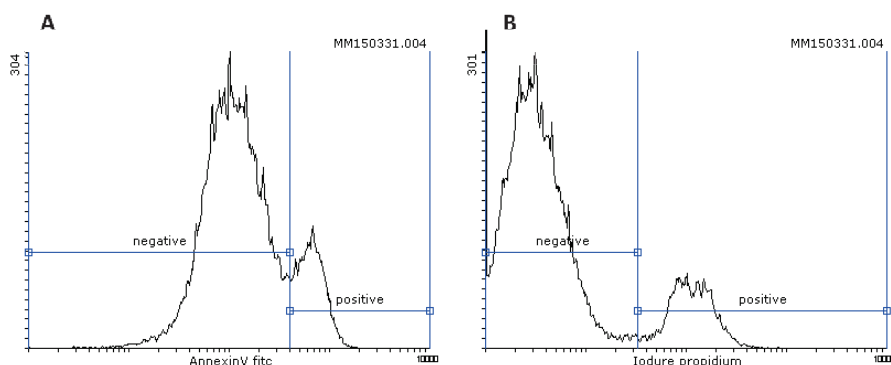 A
MM150331.004
304
negative
positive
AnnexinV fitc
10000
B
MM150331.004
301
negative
positive
Iodure propidium